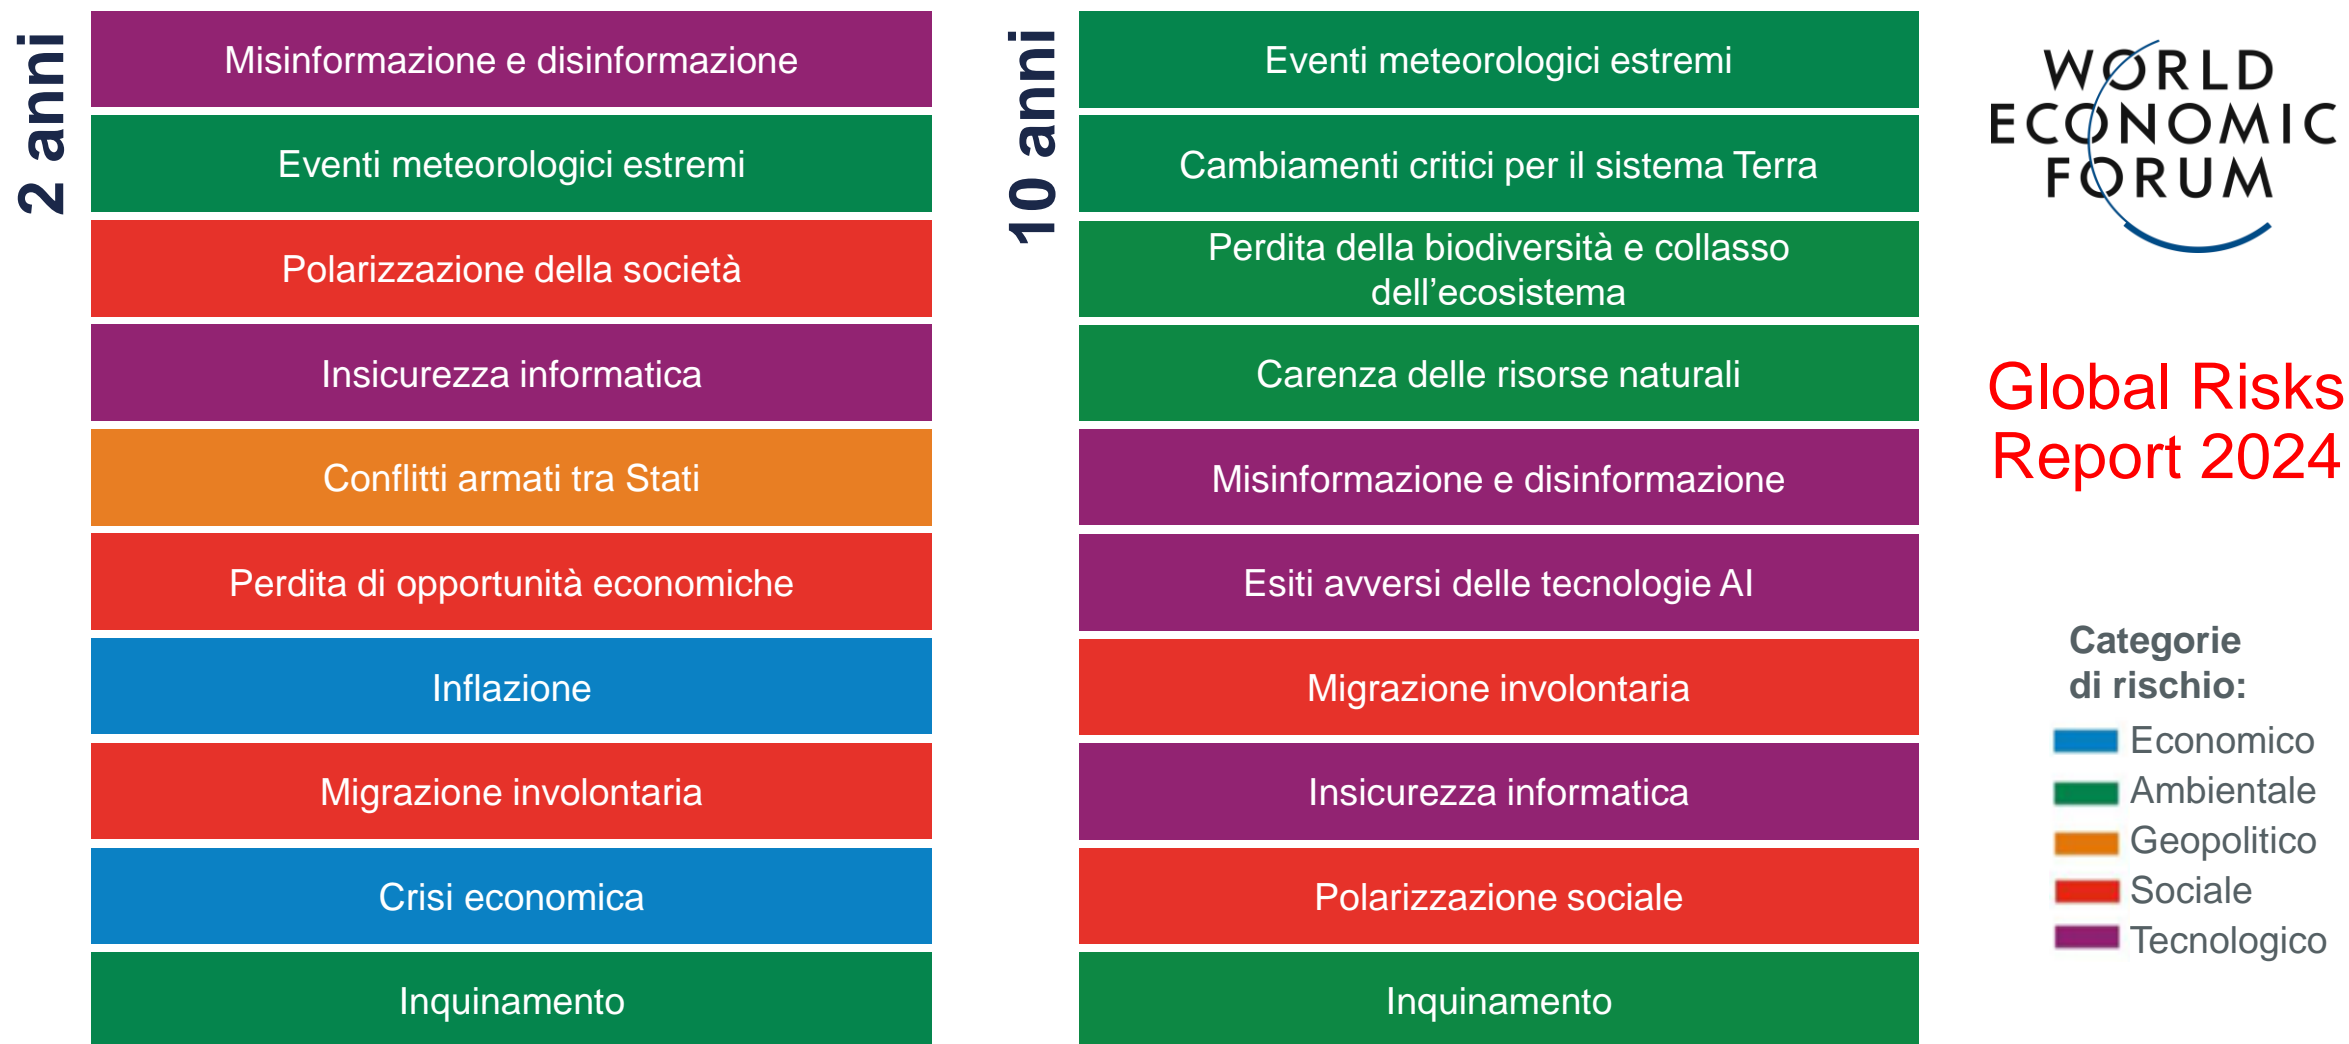 2 anni
Misinformazione e disinformazione
Eventi meteorologici estremi
Polarizzazione della società
Insicurezza informatica
Conflitti armati tra Stati
Perdita di opportunità economiche
Inflazione
Migrazione involontaria
Crisi economica
Inquinamento
10 anni
Eventi meteorologici estremi
Cambiamenti critici per il sistema Terra
Perdita della biodiversità e collasso
dell’ecosistema
Carenza delle risorse naturali
Misinformazione e disinformazione
Esiti avversi delle tecnologie AI
Migrazione involontaria
Insicurezza informatica
Polarizzazione sociale
Inquinamento
WORLD
ECONOMIC
FORUM
Global Risks
Report 2024
Categorie
di rischio:
Economico
Ambientale
Geopolitico
Sociale
Tecnologico